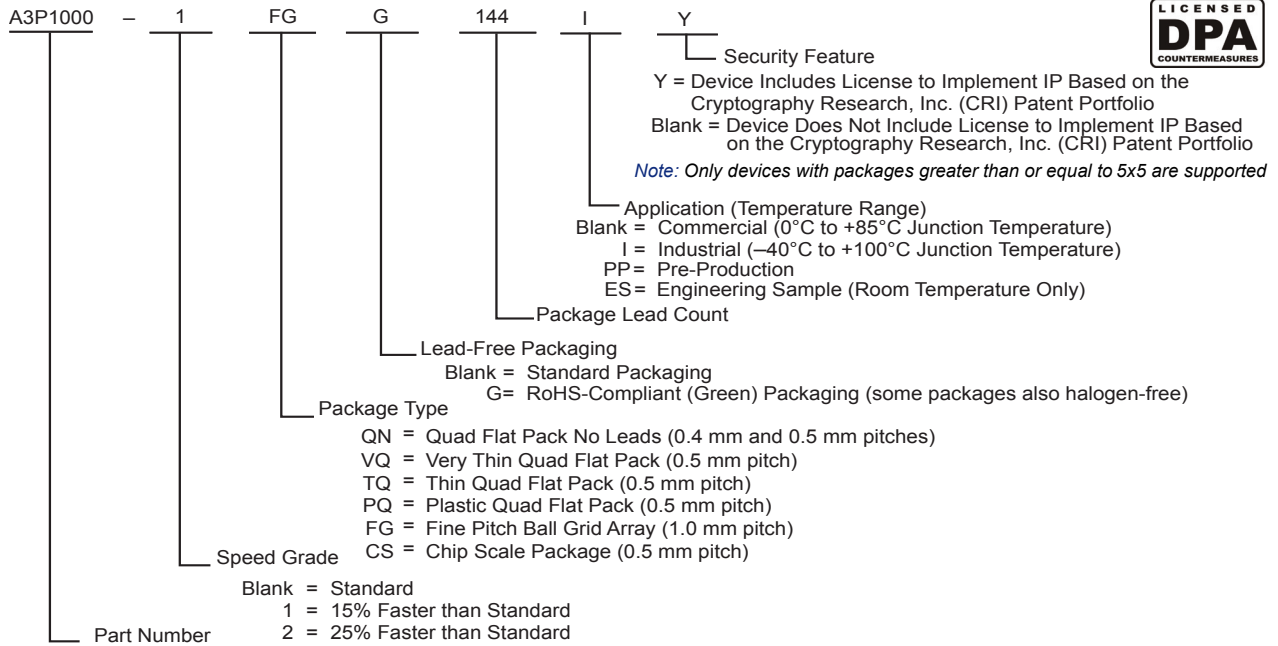 A3P1000 – 1 FG G 144 I Y
LICENSED
DPA
COUNTERMEASURES
Security Feature
Y = Device Includes License to Implement IP Based on the
Cryptography Research, Inc. (CRI) Patent Portfolio
Blank = Device Does Not Include License to Implement IP Based
on the Cryptography Research, Inc. (CRI) Patent Portfolio
Note: Only devices with packages greater than or equal to 5x5 are supported
Application (Temperature Range)
Blank = Commercial (0°C to +85°C Junction Temperature)
I = Industrial (–40°C to +100°C Junction Temperature)
PP= Pre-Production
ES= Engineering Sample (Room Temperature Only)
Package Lead Count
Lead-Free Packaging
Blank = Standard Packaging
G= RoHS-Compliant (Green) Packaging (some packages also halogen-free)
Package Type
QN = Quad Flat Pack No Leads (0.4 mm and 0.5 mm pitches)
VQ = Very Thin Quad Flat Pack (0.5 mm pitch)
TQ = Thin Quad Flat Pack (0.5 mm pitch)
PQ = Plastic Quad Flat Pack (0.5 mm pitch)
FG = Fine Pitch Ball Grid Array (1.0 mm pitch)
CS = Chip Scale Package (0.5 mm pitch)
Speed Grade
Blank = Standard
1 = 15% Faster than Standard
2 = 25% Faster than Standard
Part Number